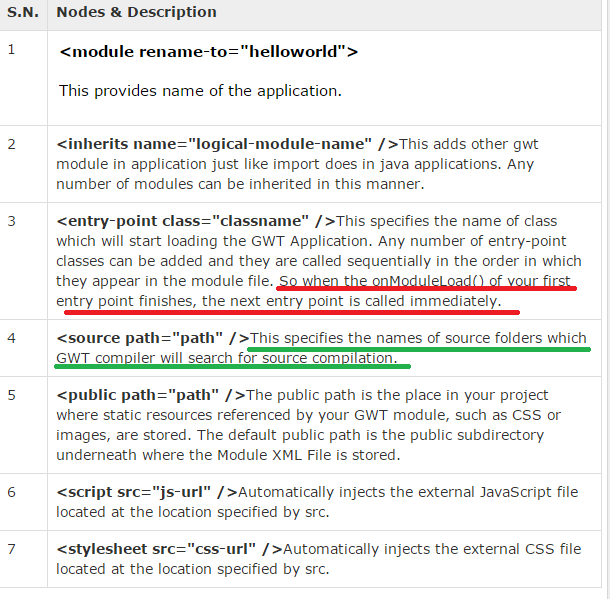 S.N. Nodes & Description
1 <module rename-to="helloworld">
This provides name of the application.
2 <inherits name="logical-module-name" />This adds other gwt
module in application just like import does in java applications. Any
number of modules can be inherited in this manner.
3 <entry-point class="classname" />This specifies the name of class
which will start loading the GWT Application. Any number of entry-point
classes can be added and they are called sequentially in the order in which
they appear in the module file. So when the onModuleLoad() of your first
entry point finishes, the next entry point is called immediately.
4 <source path="path" />This specifies the names of source folders which
GWT compiler will search for source compilation.
5 <public path="path" />The public path is the place in your project
where static resources referenced by your GWT module, such as CSS or
images, are stored. The default public path is the public subdirectory
underneath where the Module XML File is stored.
6 <script src="js-url" />Automatically injects the external JavaScript file
located at the location specified by src.
7 <stylesheet src="css-url" />Automatically injects the external CSS file
located at the location specified by src.